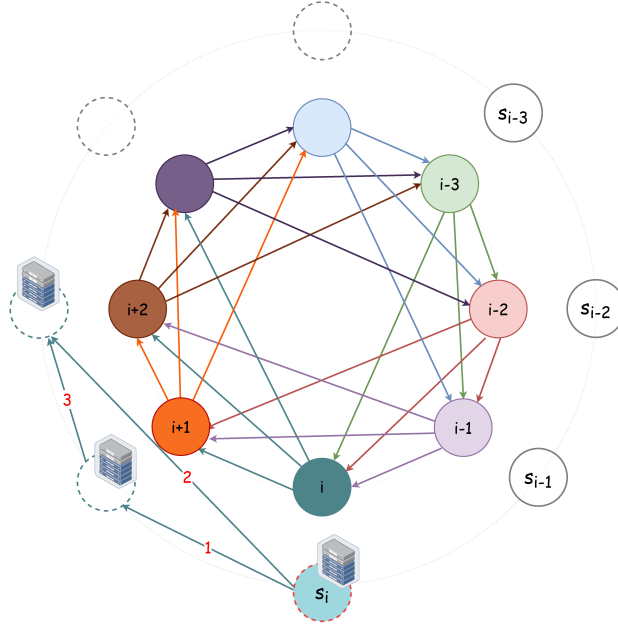 s_{i-3}
i-3
i+2
i-2
s_{i-2}
3
i+1
i-1
2
s_{i-1}
i
1
s_i